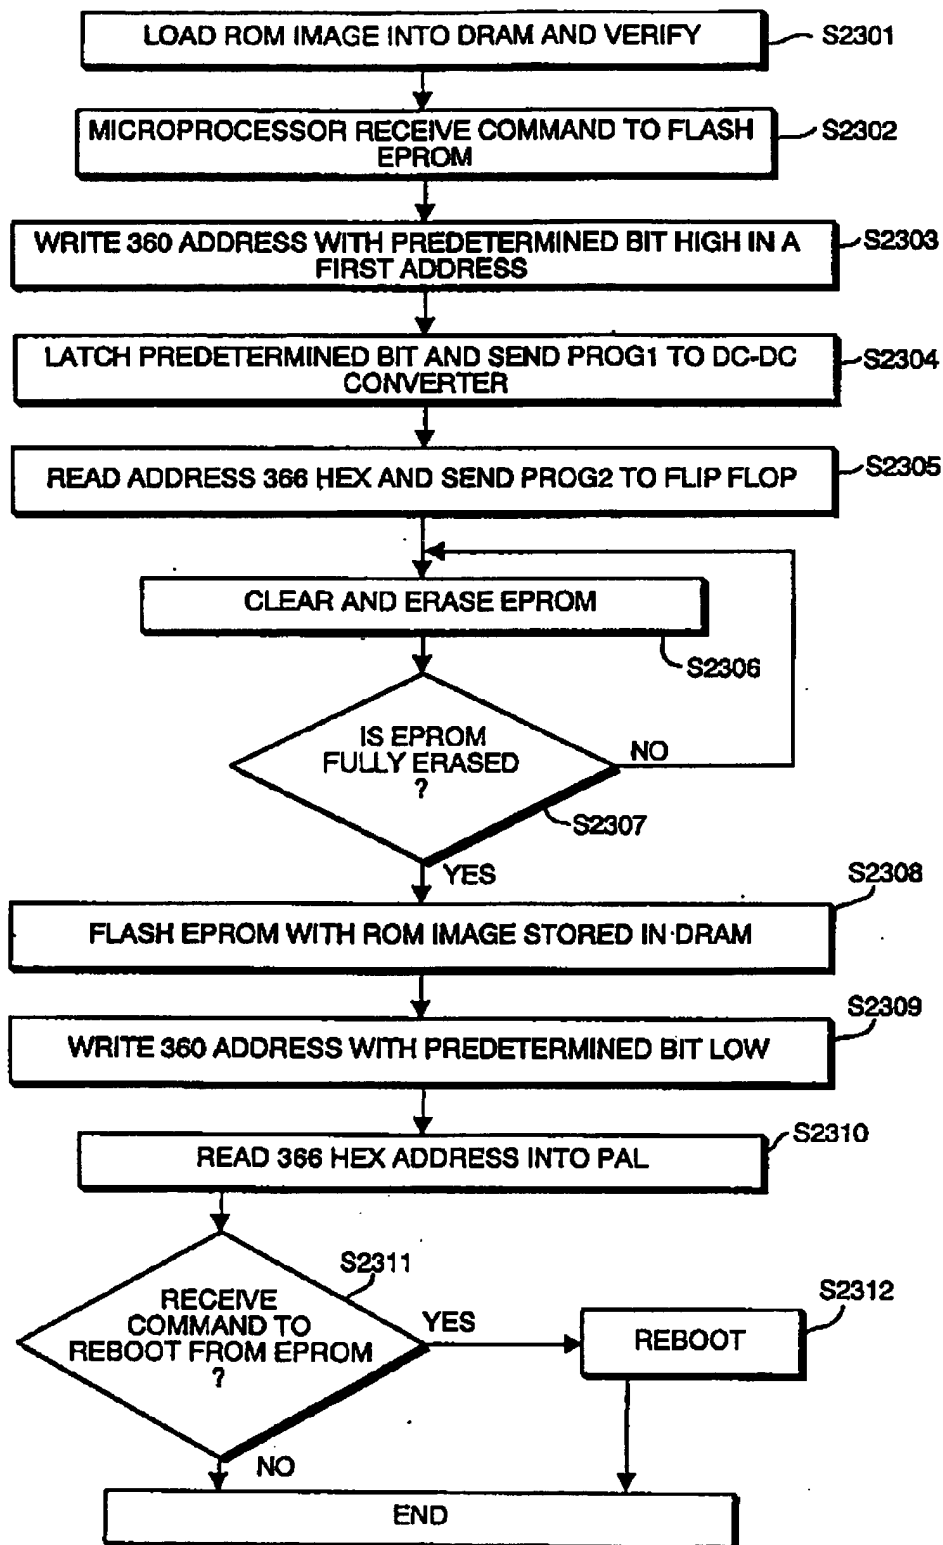 LOAD ROM IMAGE INTO DRAM AND VERIFY
S2301
MICROPROCESSOR RECEIVE COMMAND TO FLASH
EPROM
S2302
WRITE 360 ADDRESS WITH PREDETERMINED BIT HIGH IN A
FIRST ADDRESS
S2303
LATCH PREDETERMINED BIT AND SEND PROG1 TO DC-DC
CONVERTER
S2304
READ ADDRESS 366 HEX AND SEND PROG2 TO FLIP FLOP
S2305
CLEAR AND ERASE EPROM
S2306
IS EPROM
FULLY ERASED
?
NO
S2307
YES
S2308
FLASH EPROM WITH ROM IMAGE STORED IN DRAM
S2309
WRITE 360 ADDRESS WITH PREDETERMINED BIT LOW
S2310
READ 366 HEX ADDRESS INTO PAL
S2311
RECEIVE
COMMAND TO
REBOOT FROM EPROM
?
YES
S2312
REBOOT
NO
END